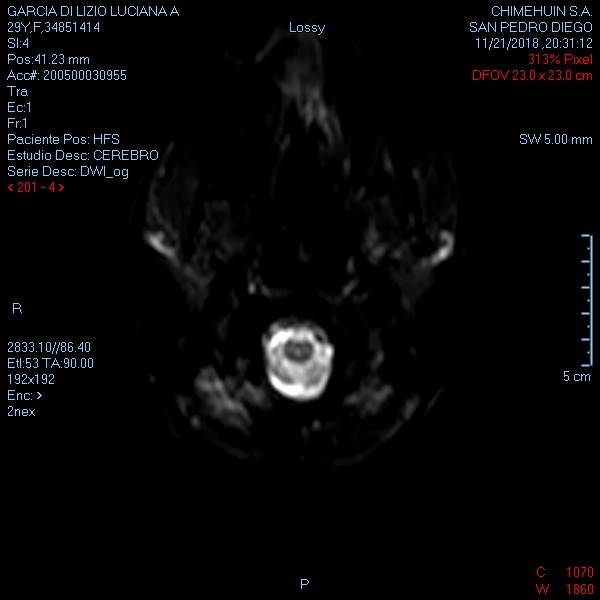 GARCIA DI LIZIO LUCIANA A
29Y,F,34851414
Sl:4
Pos:41.23 mm
Acc#: 200500030955
Tra
Ec:1
Fr:1
Paciente Pos: HFS
Estudio Desc: CEREBRO
Serie Desc: DWI_og
< 201 - 4 >
Lossy
CHIMEHUIN S.A.
SAN PEDRO DIEGO
11/21/2018 ,20:31:12
313% Pixel
DFOV 23.0 x 23.0 cm
SW 5.00 mm
R
2833.10//86.40
Etl:53 TA:90.00
192x192
Enc: >
2nex
5 cm
P
C 1070
W 1860